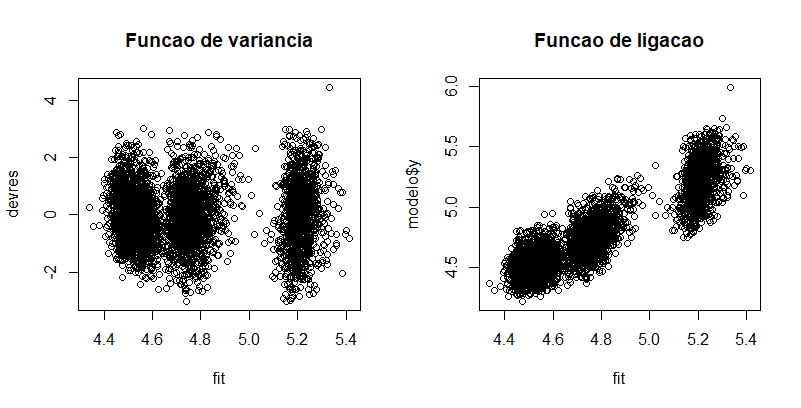 Funcao de variancia
devres
4
2
0
-2
4.4 4.6 4.8 5.0 5.2 5.4
fit
Funcao de ligacao
modelo$y
6.0
5.5
5.0
4.5
4.4 4.6 4.8 5.0 5.2 5.4
fit